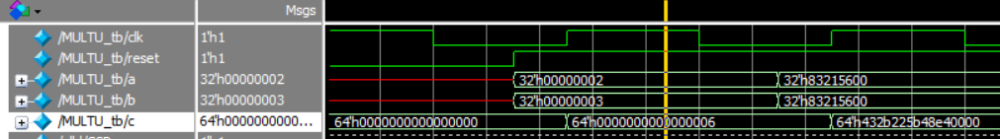 Msgs
/MULTU_tb/clk 1'h1
/MULTU_tb/reset 1'h1
/MULTU_tb/a 32'h00000002 32'h00000002 32'h83215600
/MULTU_tb/b 32'h00000003 32'h00000003 32'h83215600
/MULTU_tb/c 64'h0000000000... 64'h0000000000000000 64'h0000000000000006 64'h432b225b48e40000